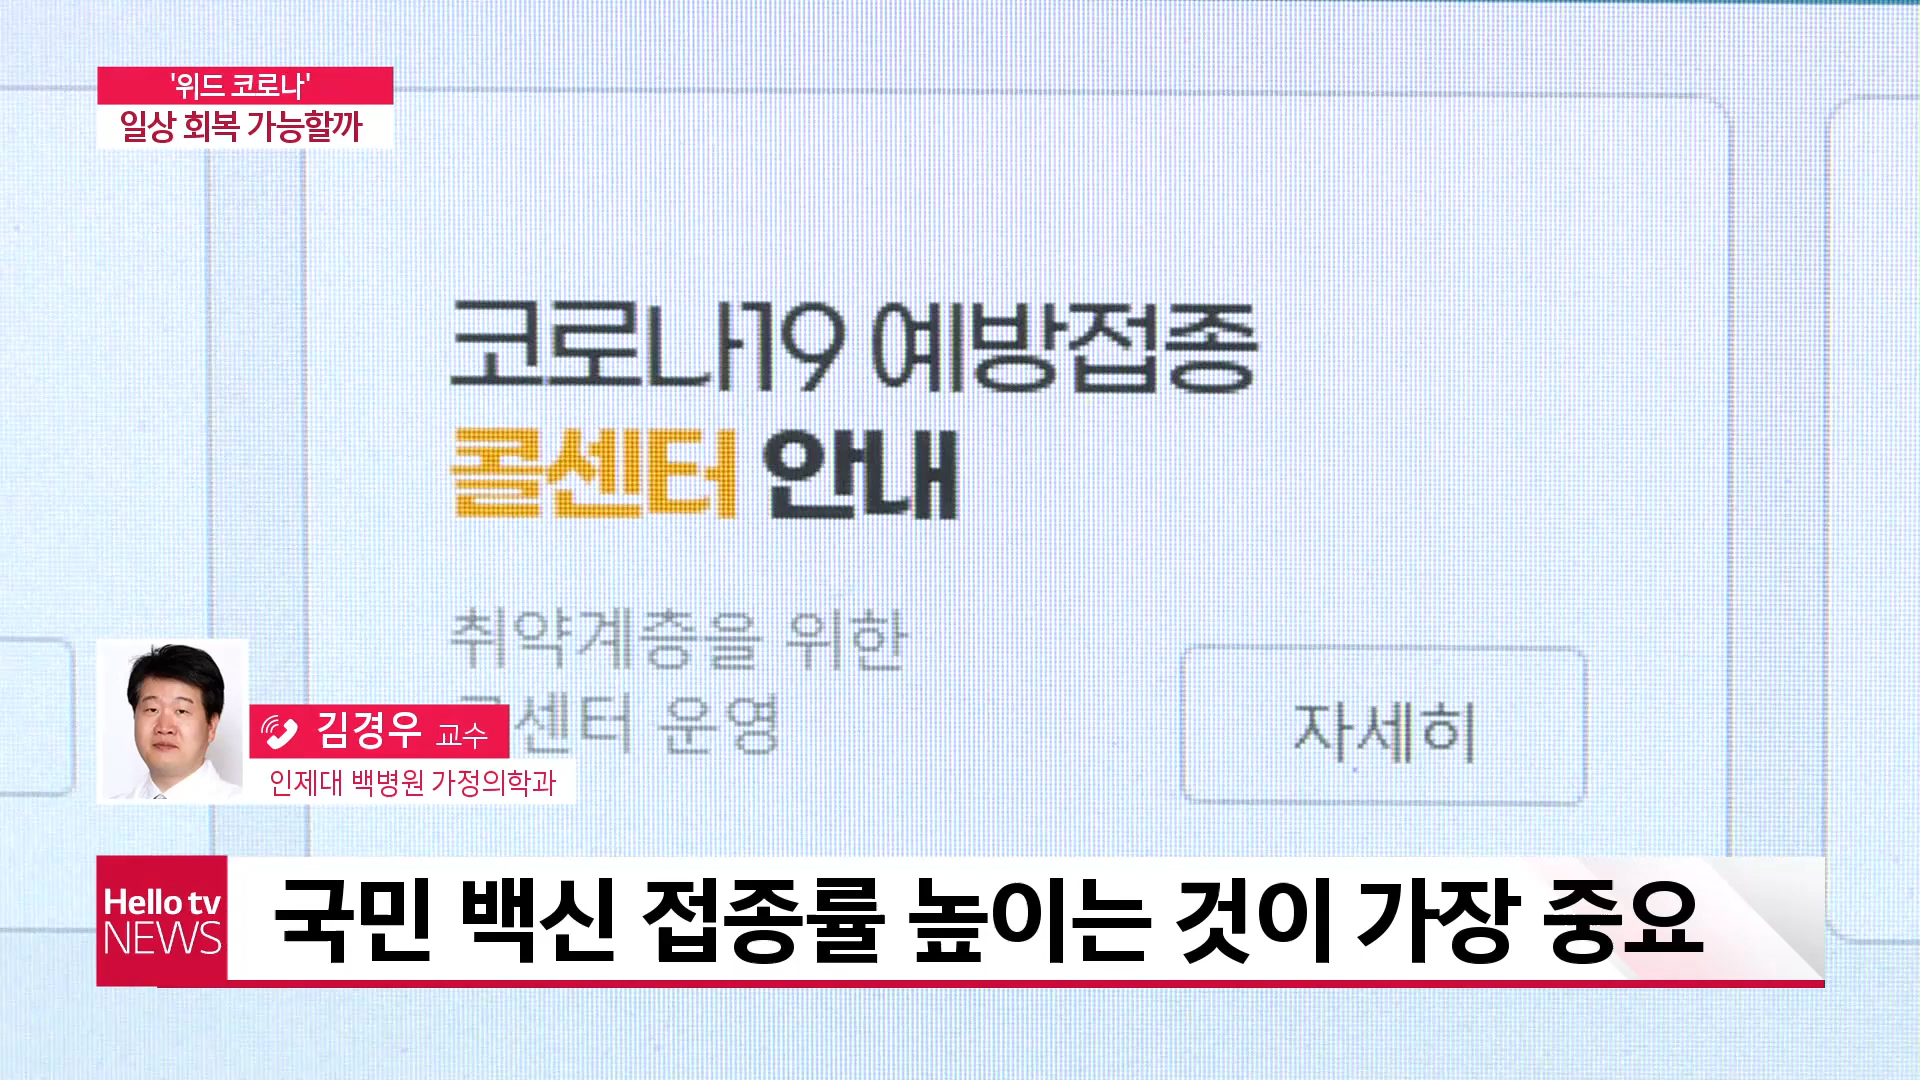 '위드 코로나'
일상 회복 가능할까
코로나19 예방접종
콜센터 안내
취약계층을 위한
콜센터 운영
자세히
김경우 교수
인제대 백병원 가정의학과
Hello tv
NEWS
국민 백신 접종률 높이는 것이 가장 중요